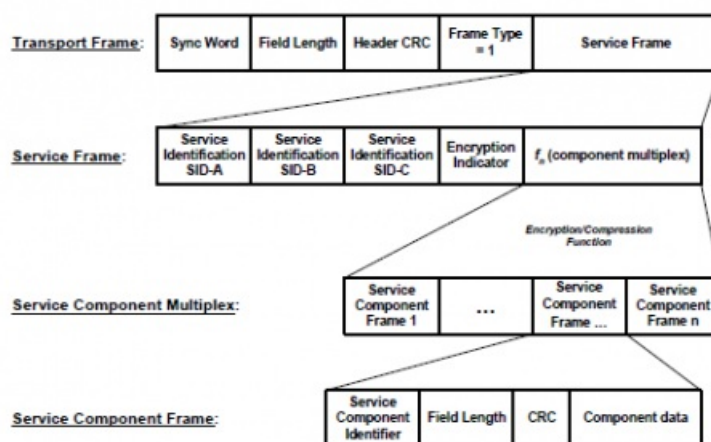 Transport Frame:
Sync Word
Field Length
Header CRC
Frame Type
= 1
Service Frame
Service Frame:
Service
Identification
SID-A
Service
Identification
SID-B
Service
Identification
SID-C
Encryption
Indicator
fn (component multiplex)
Encryption/Compression
Function
Service Component Multiplex:
Service
Component
Frame 1
...
Service
Component
Frame ...
Service
Component
Frame n
Service Component Frame:
Service
Component
Identifier
Field Length
CRC
Component data